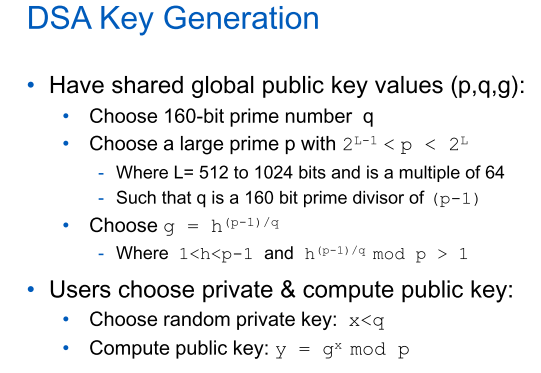 DSA Key Generation
• Have shared global public key values (p,q,g):
• Choose 160-bit prime number q
• Choose a large prime p with 2ᴸ⁻¹ < p < 2ᴸ
- Where L= 512 to 1024 bits and is a multiple of 64
- Such that q is a 160 bit prime divisor of (p-1)
• Choose g = h⁽ᵖ⁻¹⁾/𐞥
- Where 1<h<p-1 and h⁽ᵖ⁻¹⁾/𐞥 mod p > 1
• Users choose private & compute public key:
• Choose random private key: x<q
• Compute public key: y = gˣ mod p